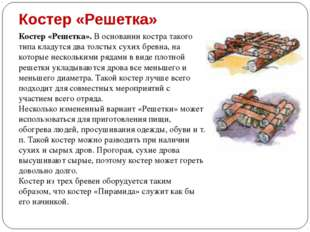 Костер «Решетка»
Костер «Решетка». В основании костра такого
типа кладутся два толстых сухих бревна, на
которые несколькими рядами в виде плотной
решетки укладываются дрова все меньшего и
меньшего диаметра. Такой костер лучше всего
подходит для совместных мероприятий с
участием всего отряда.
Несколько измененный вариант «Решетки» может
использоваться для приготовления пищи,
обогрева людей, просушивания одежды, обуви и т.
п. Такой костер можно разводить при наличии
сухих и сырых дров. Прогорая, сухие дрова
высушивают сырые, поэтому костер может гореть
довольно долго.
Костер из трех бревен оборудуется таким
образом, что костер «Пирамида» служит как бы
его начинкой.